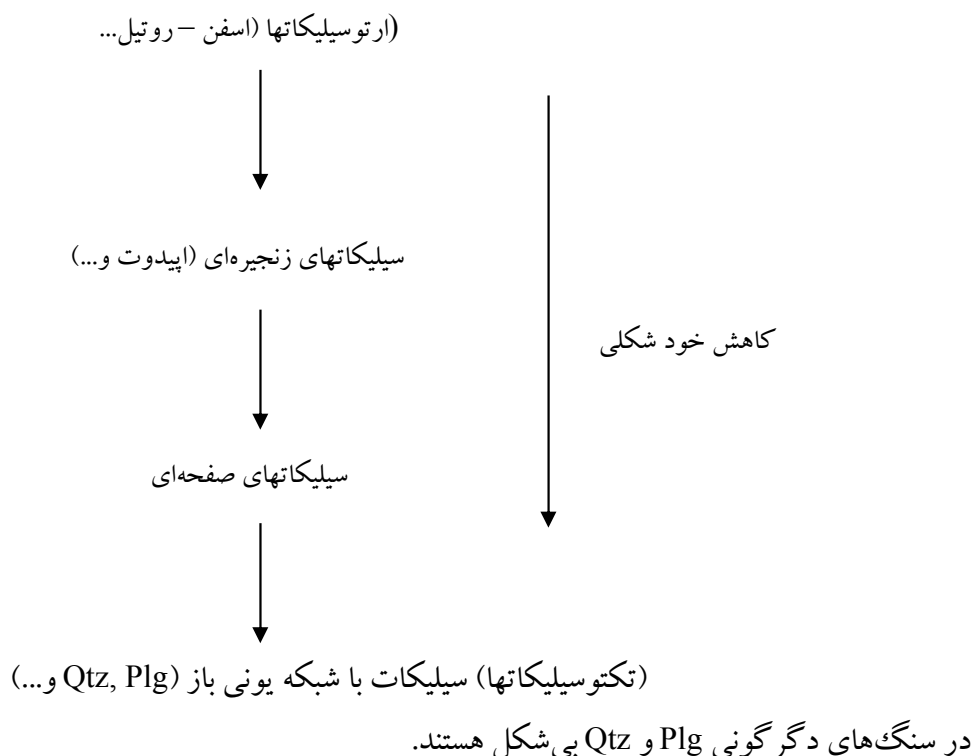 ارتوسیلیکاتها (اسفن – روتیل...)
سیلیکاتهای زنجیره‌ای (اپیدوت و...)
کاهش خود شکلی
سیلیکاتهای صفحه‌ای
(تکتوسیلیکاتها) سیلیکات با شبکه یونی باز (Qtz, Plg و...)
در سنگ‌های دگرگونی Plg و Qtz بی‌شکل هستند.